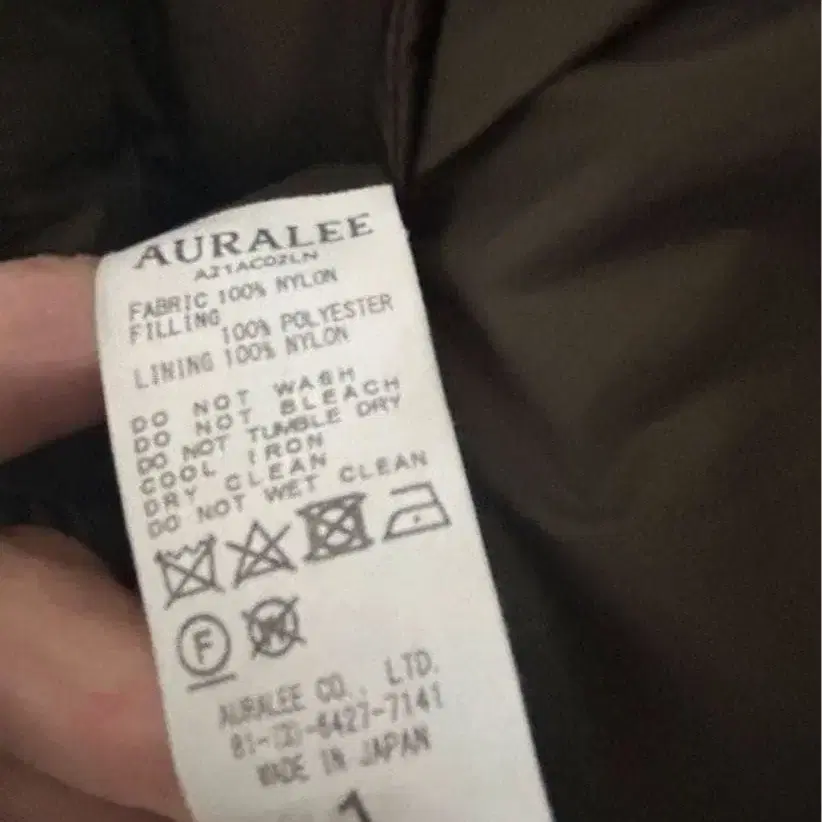 AURALEE
A21AC02LN
FABRIC 100% NYLON
FILLING
100% POLYESTER
LINING 100% NYLON
DO NOT WASH
DO NOT BLEACH
DO NOT TUMBLE DRY
COOL IRON
DRY CLEAN
DO NOT WET CLEAN
F
W
AURALEE CO., LTD.
81-(3)-6427-7141
MADE IN JAPAN
1